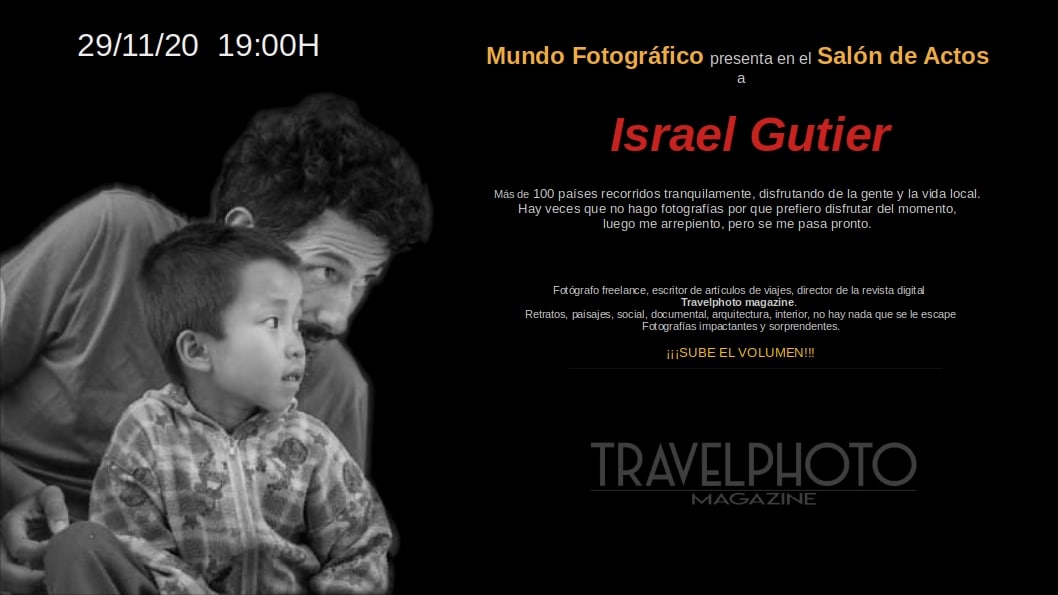 29/11/20 19:00H
Mundo Fotográfico presenta en el Salón de Actos
a
Israel Gutier
Más de 100 países recorridos tranquilamente, disfrutando de la gente y la vida local.
Hay veces que no hago fotografías por que prefiero disfrutar del momento,
luego me arrepiento, pero se me pasa pronto.
Fotógrafo freelance, escritor de artículos de viajes, director de la revista digital
Travelphoto magazine.
Retratos, paisajes, social, documental, arquitectura, interior, no hay nada que se le escape
Fotografías impactantes y sorprendentes.
¡¡¡SUBE EL VOLUMEN!!!
TRAVELPHOTO
MAGAZINE